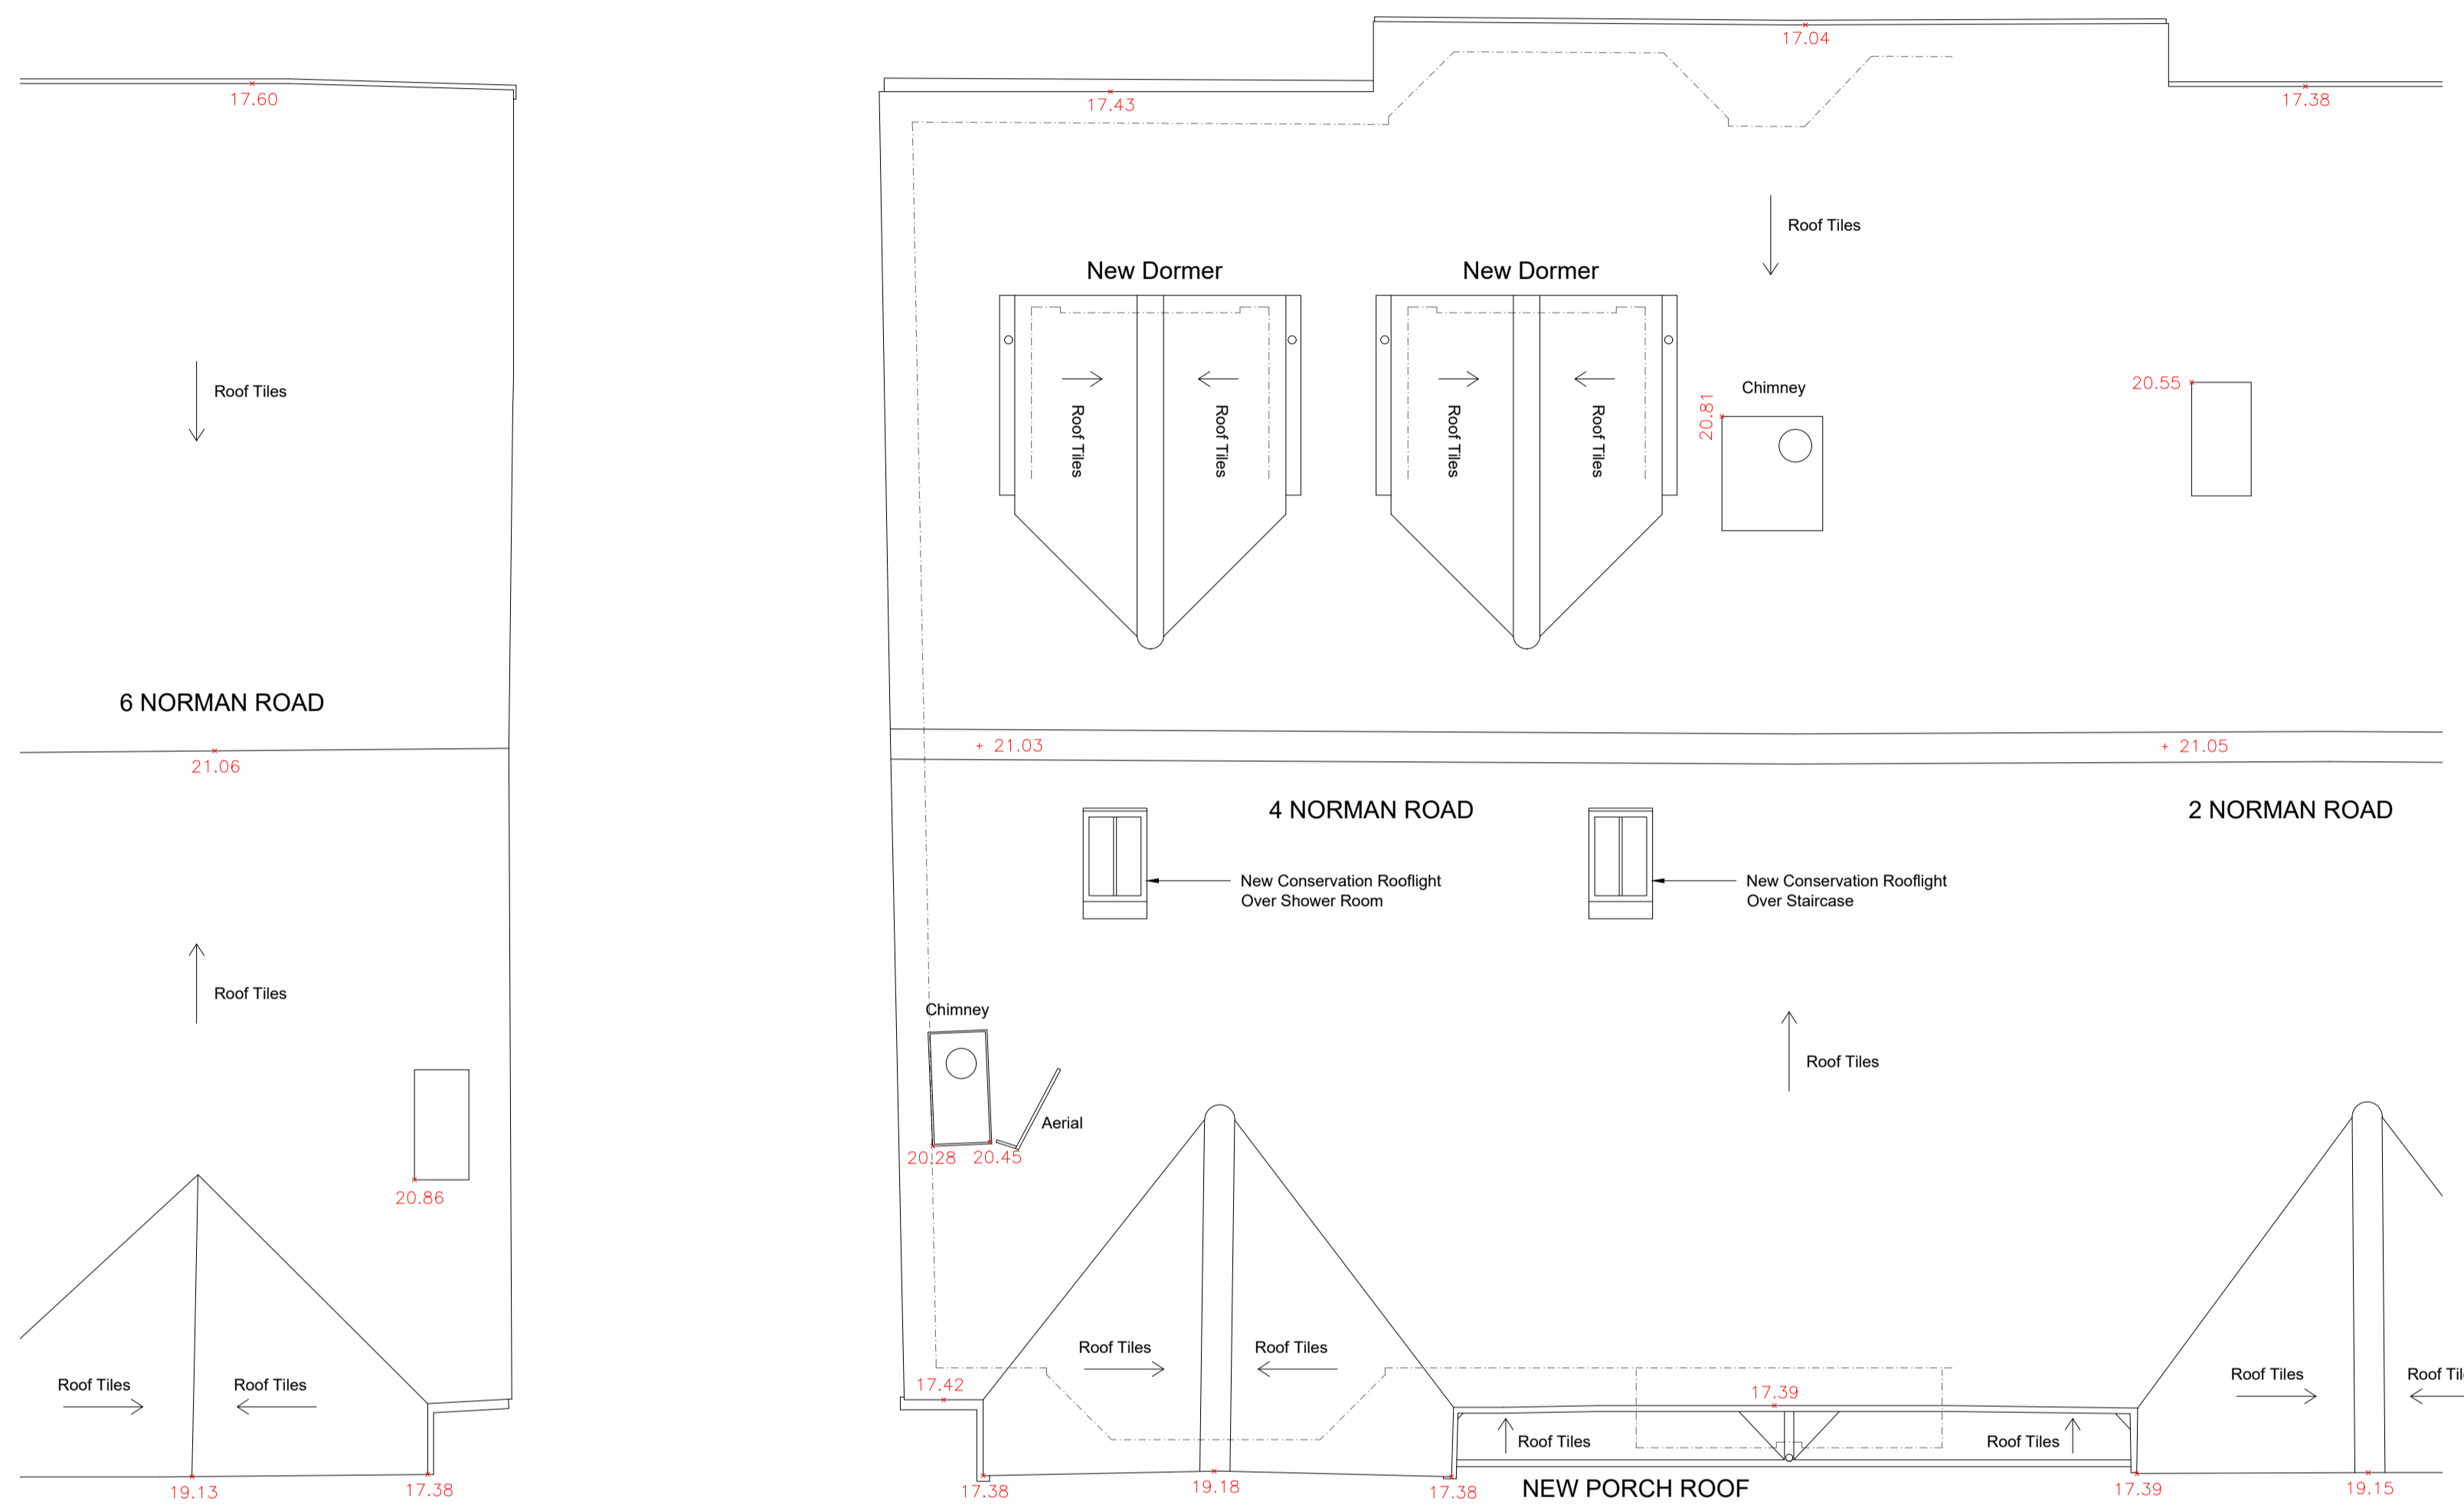 17.04
17.60
17.43
17.38
Roof Tiles
New Dormer
New Dormer
Roof Tiles
Roof Tiles
Roof Tiles
Roof Tiles
Roof Tiles
20.81
Chimney
20.55
6 NORMAN ROAD
21.06
21.03
21.05
4 NORMAN ROAD
2 NORMAN ROAD
New Conservation Rooflight
Over Shower Room
New Conservation Rooflight
Over Staircase
Roof Tiles
Chimney
Roof Tiles
Aerial
20.28
20.45
20.86
Roof Tiles
Roof Tiles
Roof Tiles
Roof Tiles
Roof Tiles
Roof Til
17.42
17.39
Roof Tiles
Roof Tiles
19.13
17.38
17.38
19.18
17.38
NEW PORCH ROOF
17.39
19.15